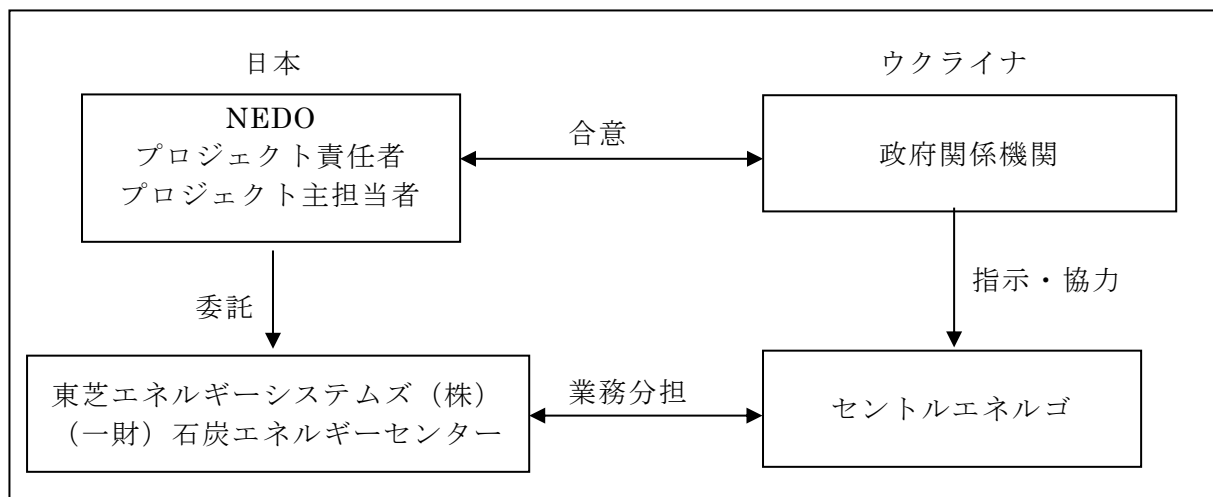 日本
ウクライナ
NEDO
プロジェクト責任者
プロジェクト主担当者
合意
政府関係機関
委託
指示・協力
東芝エネルギーシステムズ（株）
（一財）石炭エネルギーセンター
業務分担
セントルエネルゴ